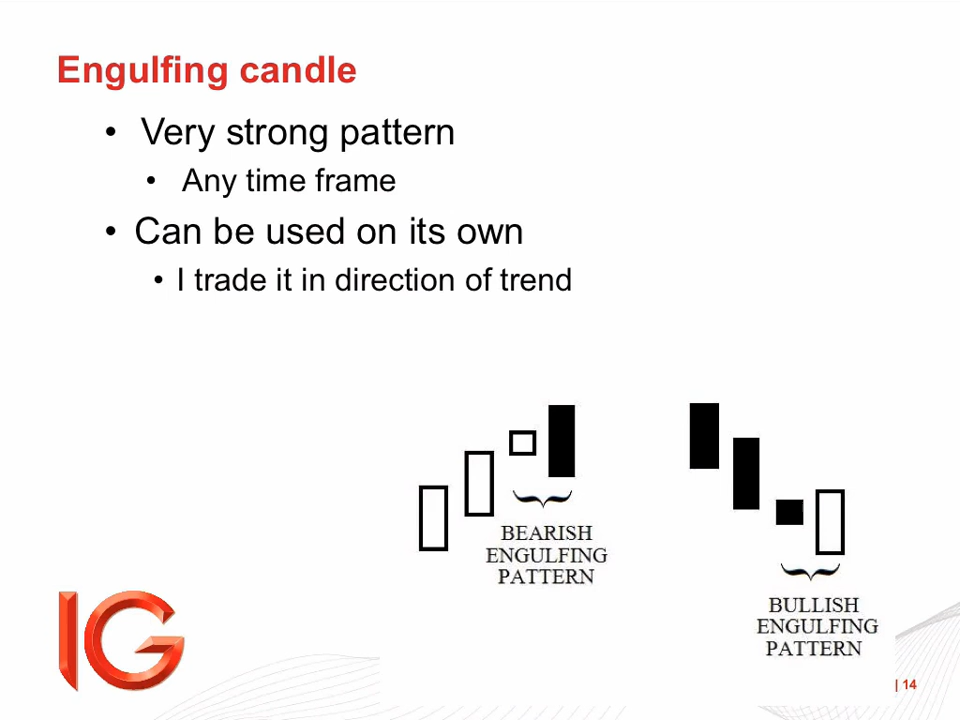 Engulfing candle
• Very strong pattern
• Any time frame
• Can be used on its own
• I trade it in direction of trend
BEARISH
ENGULFING
PATTERN
BULLISH
ENGULFING
PATTERN
IG
| 14